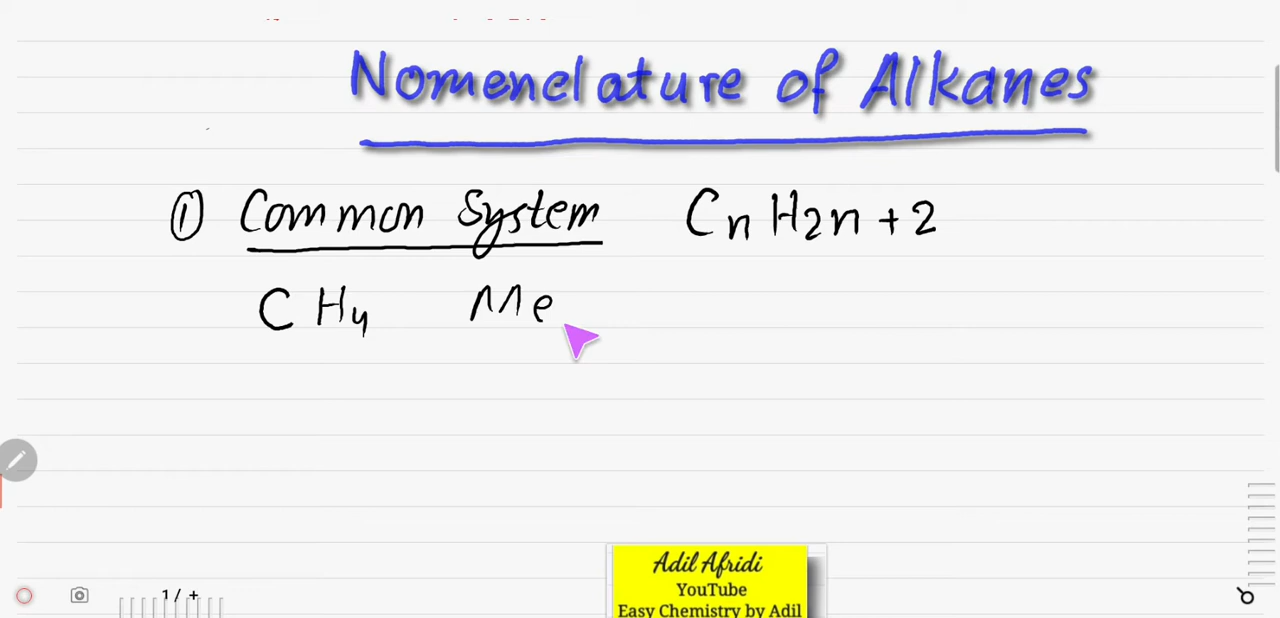 Nomenclature of Alkanes
① Common System CnH2n+2
CH4 Me
1 / +
Adil Afridi
YouTube
Easy Chemistry by Adil